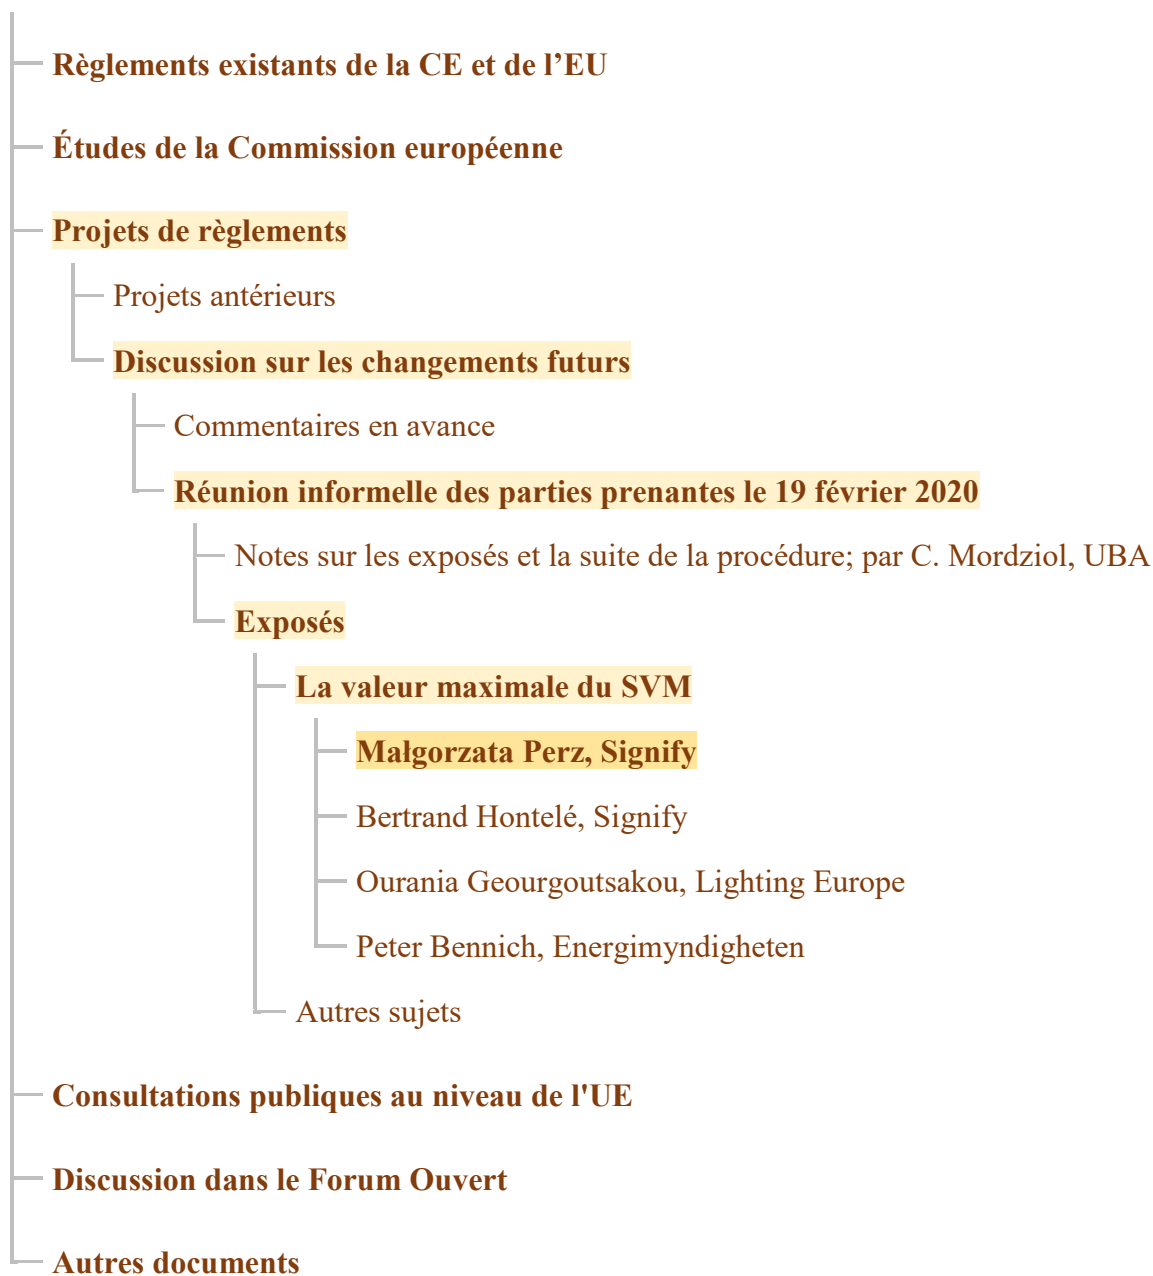 Règlements existants de la CE et de l’EU
Études de la Commission européenne
Projets de règlements
Projets antérieurs
Discussion sur les changements futurs
Commentaires en avance
Réunion informelle des parties prenantes le 19 février 2020
Notes sur les exposés et la suite de la procédure; par C. Mordziol, UBA
Exposés
La valeur maximale du SVM
Małgorzata Perz, Signify
Bertrand Hontelé, Signify
Ourania Geourgoutsakou, Lighting Europe
Peter Bennich, Energimyndigheten
Autres sujets
Consultations publiques au niveau de l'UE
Discussion dans le Forum Ouvert
Autres documents